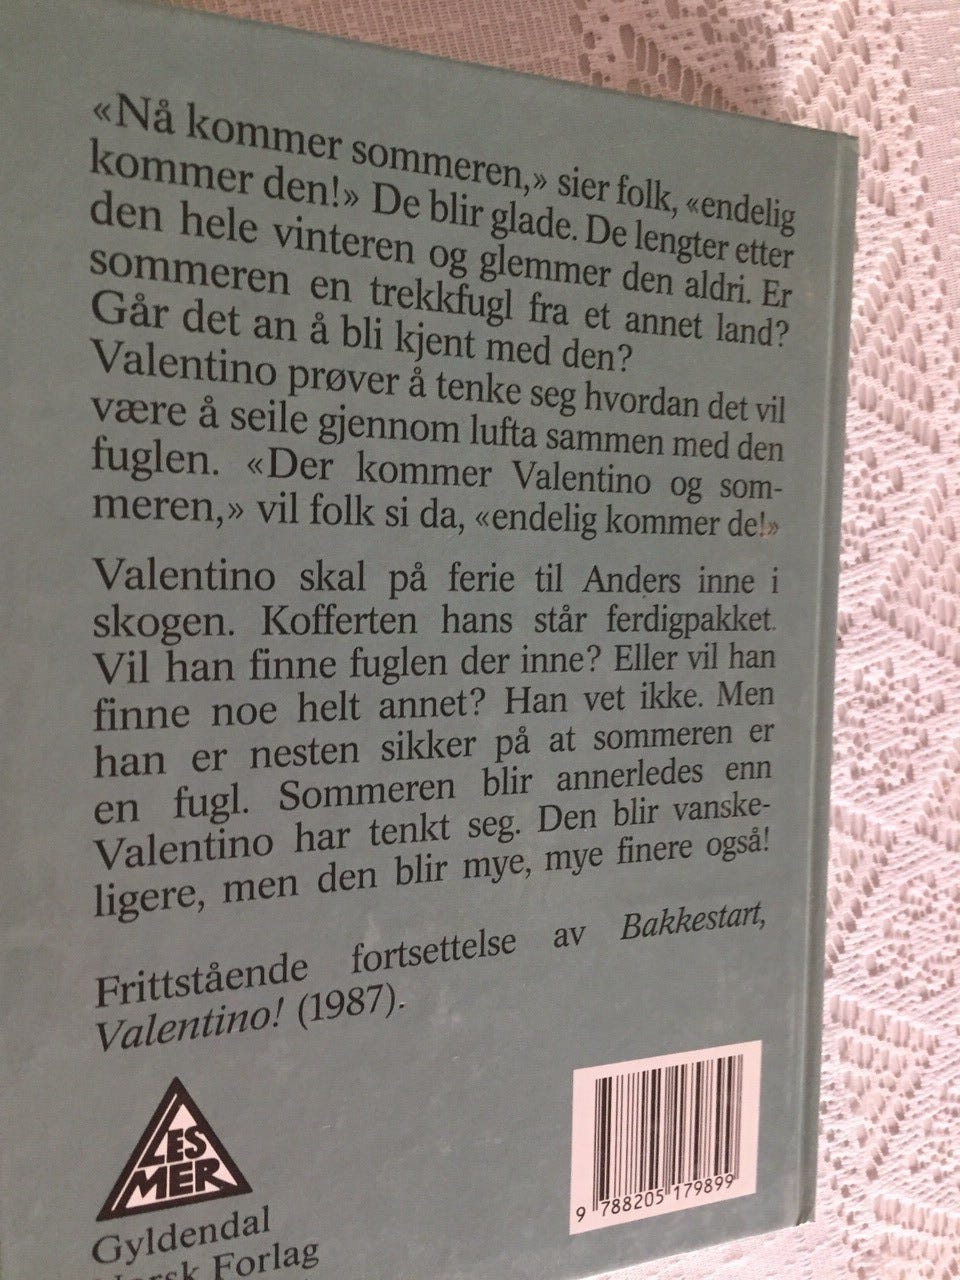 «Nå kommer sommeren,» sier folk, «endelig
kommer den!» De blir glade. De lengter etter
den hele vinteren og glemmer den aldri. Er
sommeren en trekkfugl fra et annet land?
Går det an å bli kjent med den?
Valentino prøver å tenke seg hvordan det vil
være å seile gjennom lufta sammen med den
fuglen. «Der kommer Valentino og som-
meren,» vil folk si da, «endelig kommer de!»
Valentino skal på ferie til Anders inne i
skogen. Kofferten hans står ferdigpakket.
Vil han finne fuglen der inne? Eller vil han
finne noe helt annet? Han vet ikke. Men
han er nesten sikker på at sommeren er
en fugl. Sommeren blir annerledes enn
Valentino har tenkt seg. Den blir vanske-
ligere, men den blir mye, mye finere også!
Frittstående fortsettelse av Bakkestart,
Valentino! (1987).
LES
MER
Gyldendal
Norsk Forlag
9 788205 179899